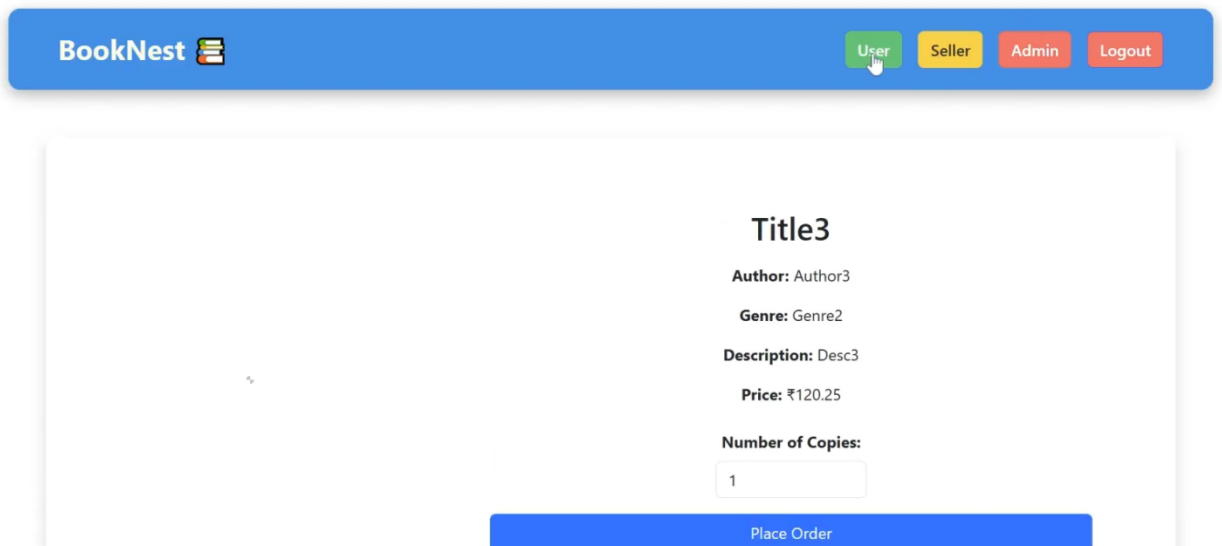 BookNest 📚
User Seller Admin Logout
Title3
Author: Author3
Genre: Genre2
Description: Desc3
Price: ₹120.25
Number of Copies:
1
Place Order